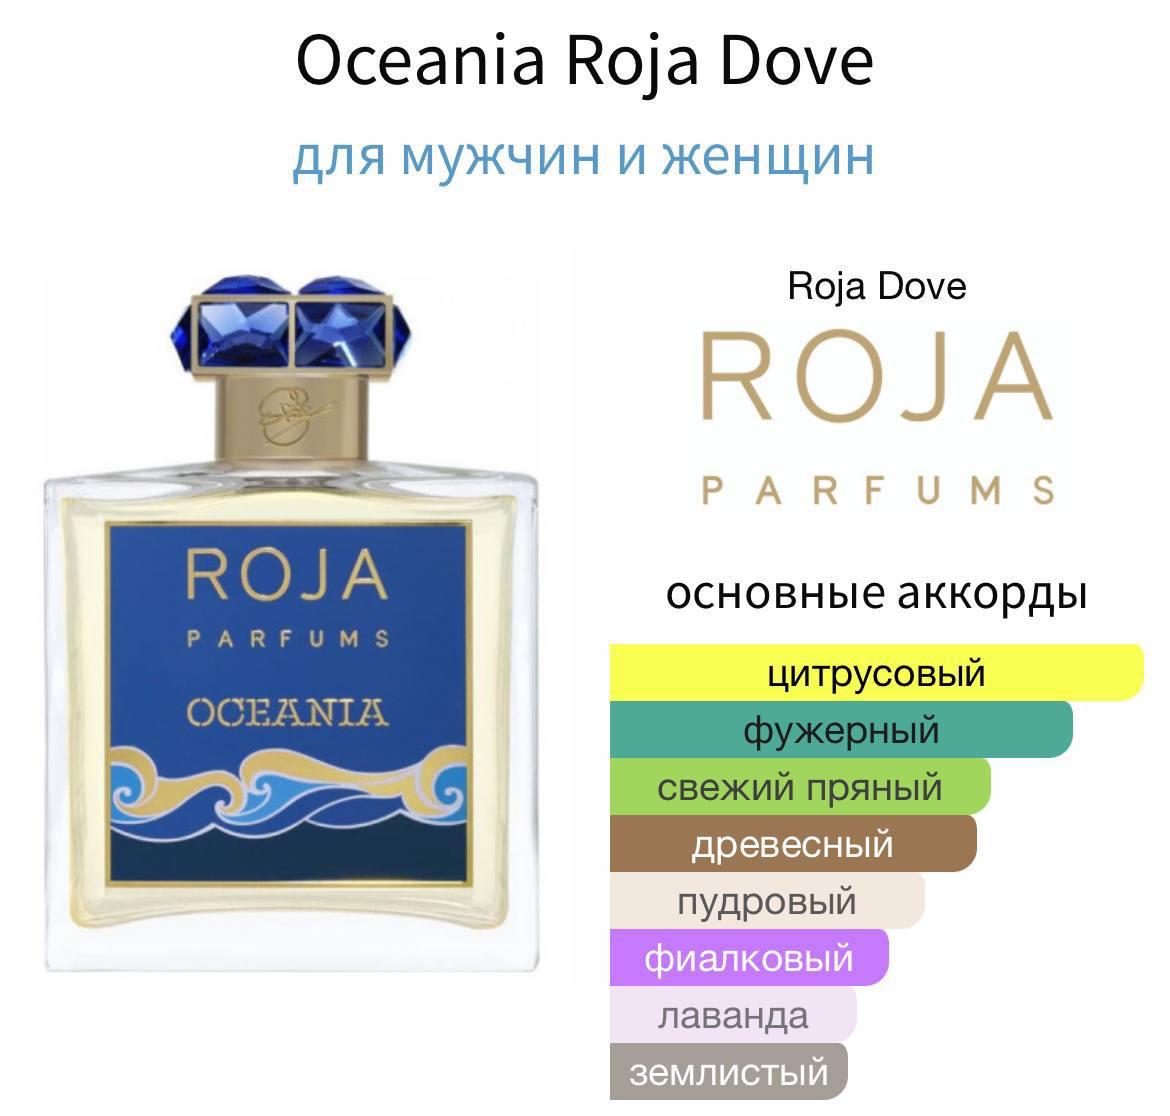 Oceania Roja Dove
для мужчин и женщин
Roja Dove
ROJA
PARFUMS
ROJA
PARFUMS
OCEANIA
основные аккорды
цитрусовый
фужерный
свежий пряный
древесный
пудровый
фиалковый
лаванда
землистый